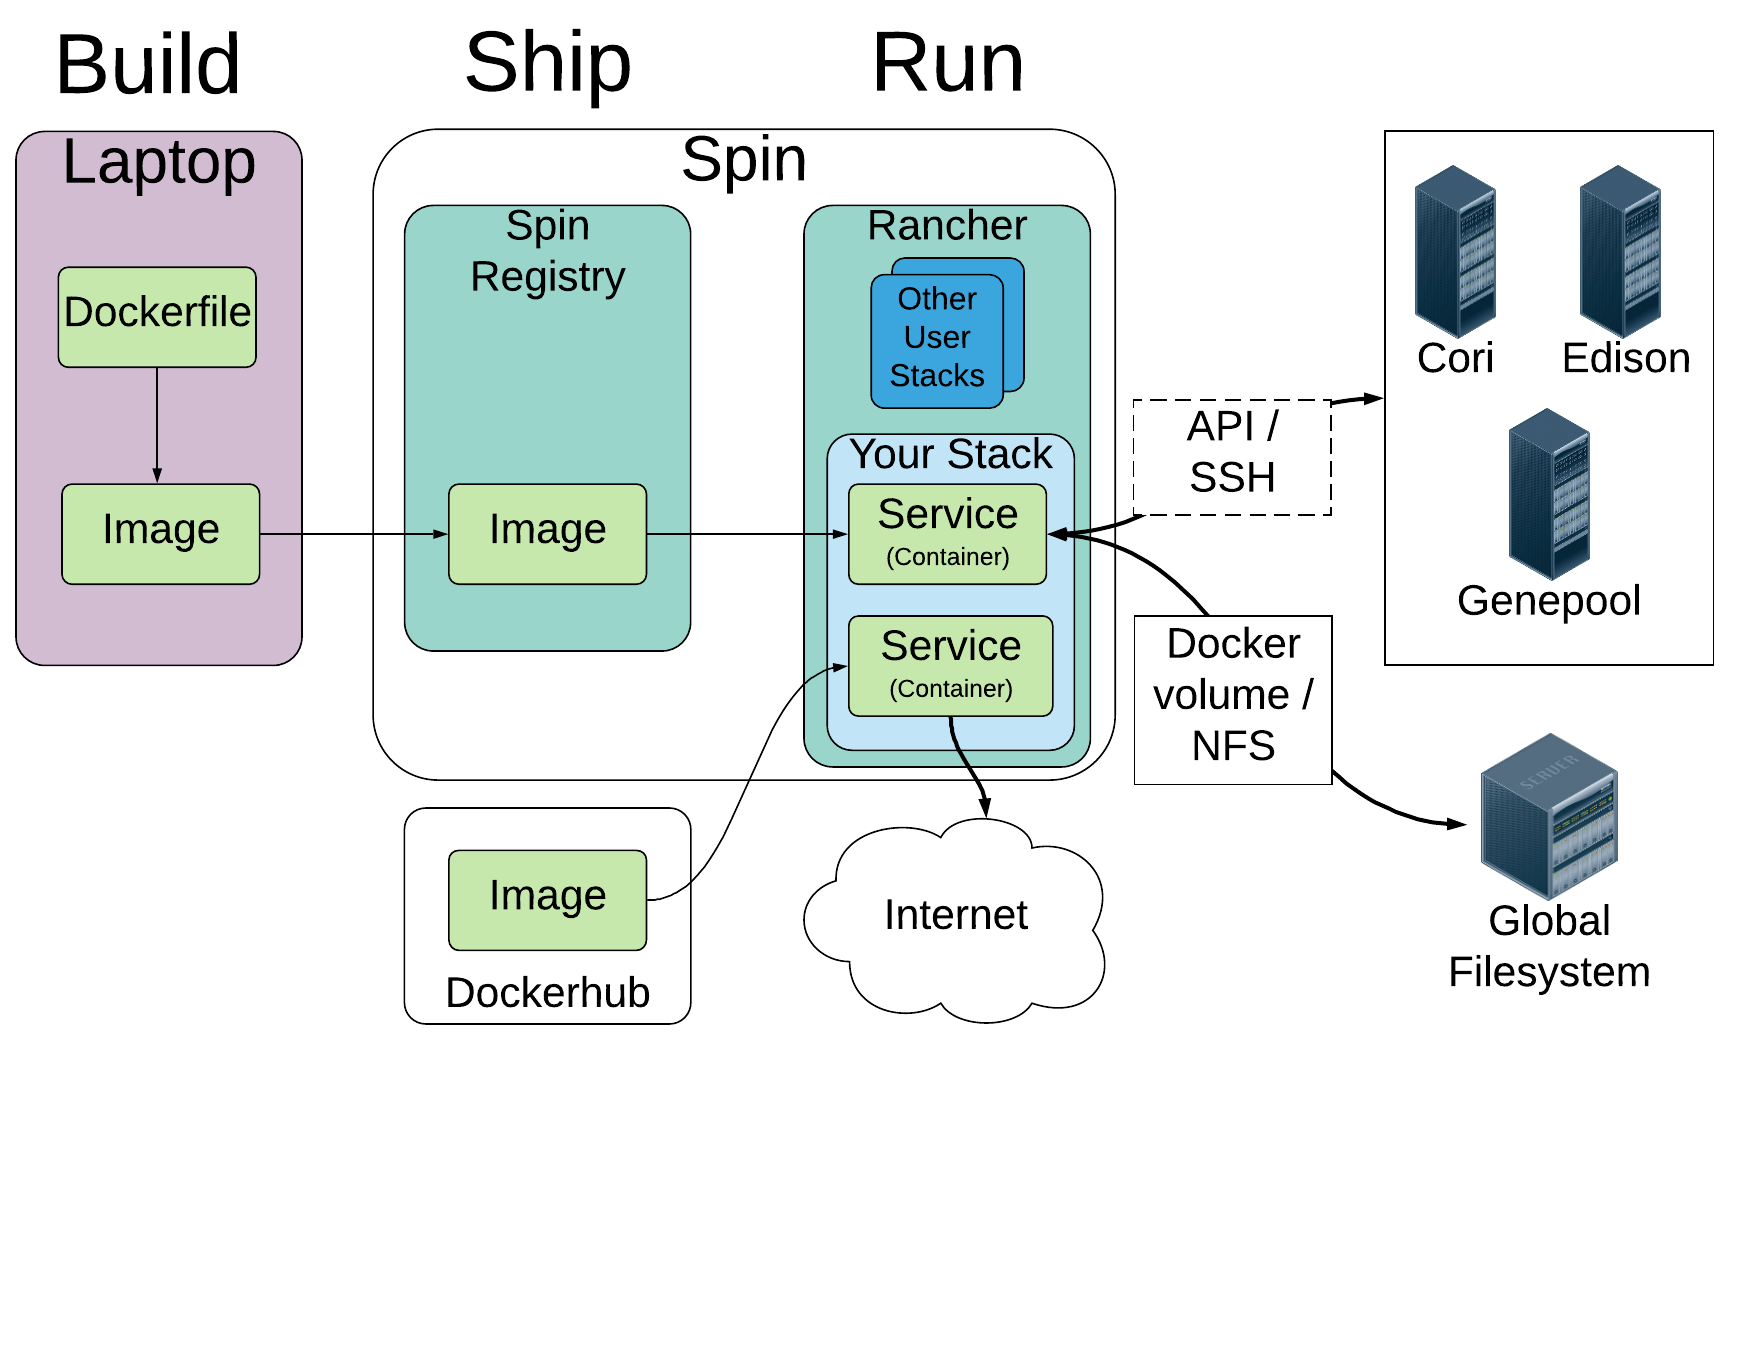 Build
Ship
Run
Laptop
Dockerfile
Image
Spin
Spin
Registry
Image
Rancher
Other
User
Stacks
Your Stack
Service
(Container)
Service
(Container)
API /
SSH
Docker
volume /
NFS
Cori
Edison
Genepool
SERVER
Global
Filesystem
Image
Dockerhub
Internet